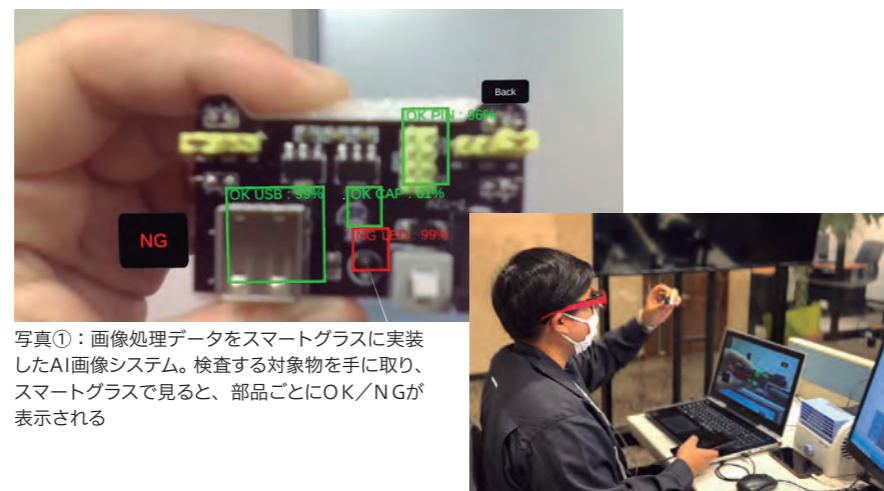 Back
OK PIN : 96%
OK USB : 99%
OK CAP : 61%
NG
NG LED : 99%
写真①：画像処理データをスマートグラスに実装
したAI画像システム。検査する対象物を手に取り、
スマートグラスで見ると、部品ごとにOK／NGが
表示される